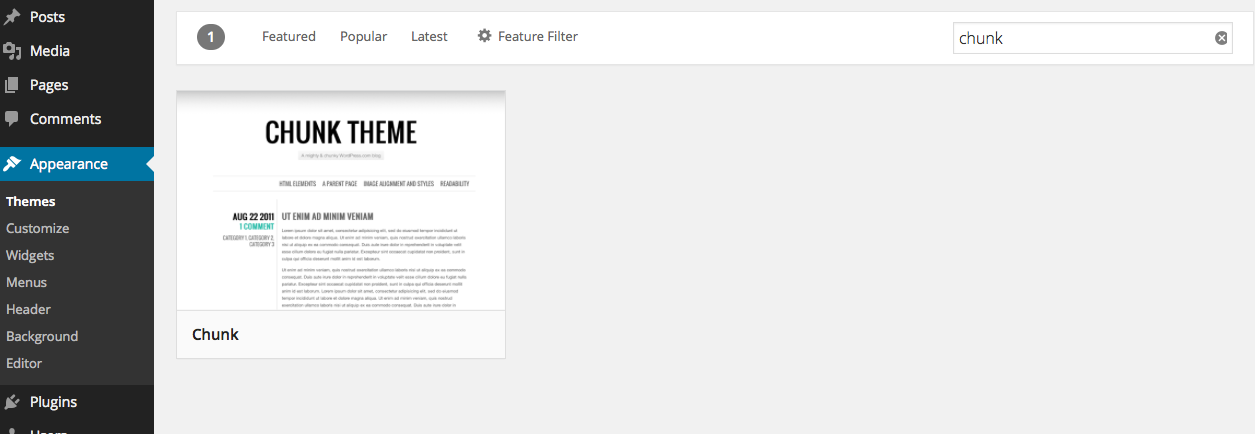 Posts
Media
Pages
Comments
Appearance
Themes
Customize
Widgets
Menus
Header
Background
Editor
Plugins
Users
1 Featured Popular Latest Feature Filter
chunk
CHUNK THEME
A mighty & chunky WordPress.com blog.
HTML ELEMENTS A PARENT PAGE IMAGE ALIGNMENT AND STYLES READABILITY
AUG 22 2011
1 COMMENT
CATEGORY 1, CATEGORY 2,
CATEGORY 3
UT ENIM AD MINIM VENIAM
Chunk